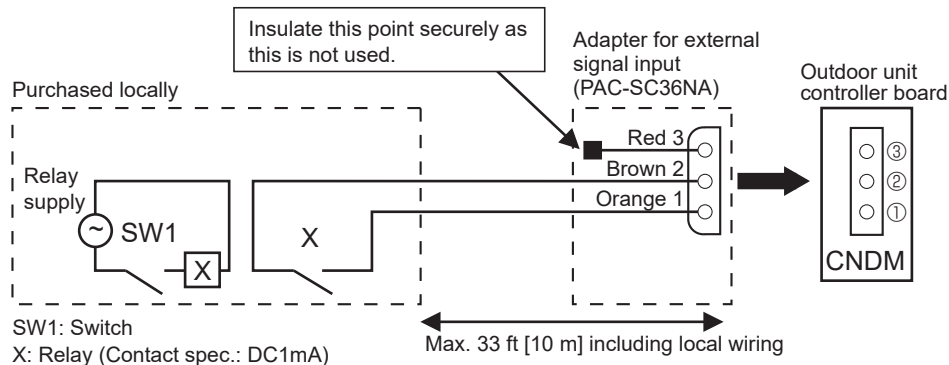 Insulate this point securely as
this is not used.
Adapter for external
signal input
(PAC-SC36NA)
Outdoor unit
controller board
Purchased locally
Red 3
Brown 2
Orange 1
③
②
①
CNDM
Relay
supply
~
SW1
X
X
SW1: Switch
X: Relay (Contact spec.: DC1mA)
Max. 33 ft [10 m] including local wiring